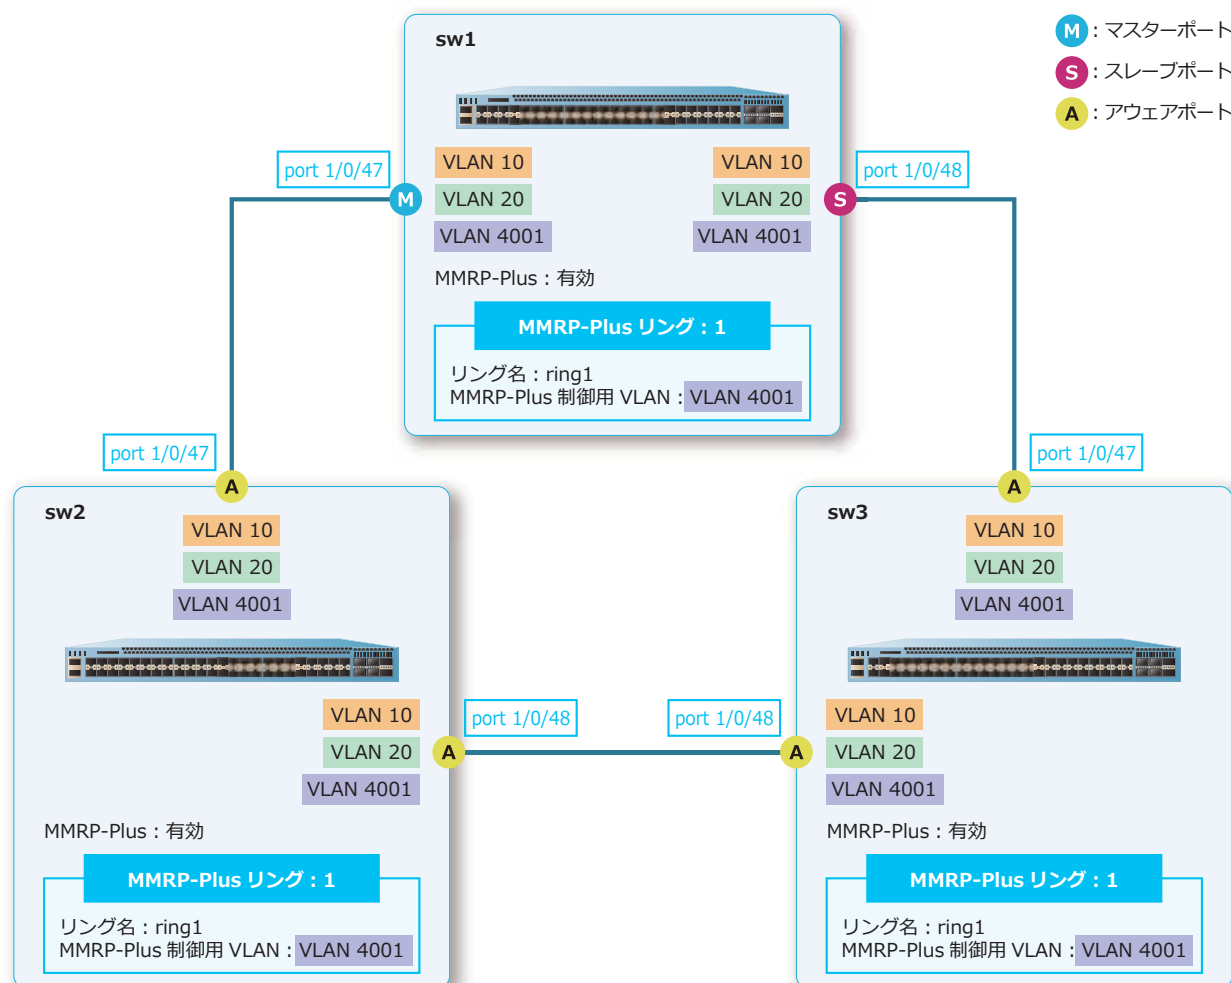 sw1
M : マスターポート
S : スレーブポート
A : アウェアポート
port 1/0/47
VLAN 10
VLAN 10
port 1/0/48
M
VLAN 20
VLAN 20
S
VLAN 4001
VLAN 4001
MMRP-Plus : 有効
MMRP-Plus リング : 1
リング名 : ring1
MMRP-Plus 制御用 VLAN : VLAN 4001
port 1/0/47
port 1/0/47
A
A
sw2
VLAN 10
VLAN 20
VLAN 4001
VLAN 10
port 1/0/48
VLAN 20
A
VLAN 4001
MMRP-Plus : 有効
MMRP-Plus リング : 1
リング名 : ring1
MMRP-Plus 制御用 VLAN : VLAN 4001
sw3
VLAN 10
VLAN 20
VLAN 4001
port 1/0/48
VLAN 10
A
VLAN 20
VLAN 4001
MMRP-Plus : 有効
MMRP-Plus リング : 1
リング名 : ring1
MMRP-Plus 制御用 VLAN : VLAN 4001